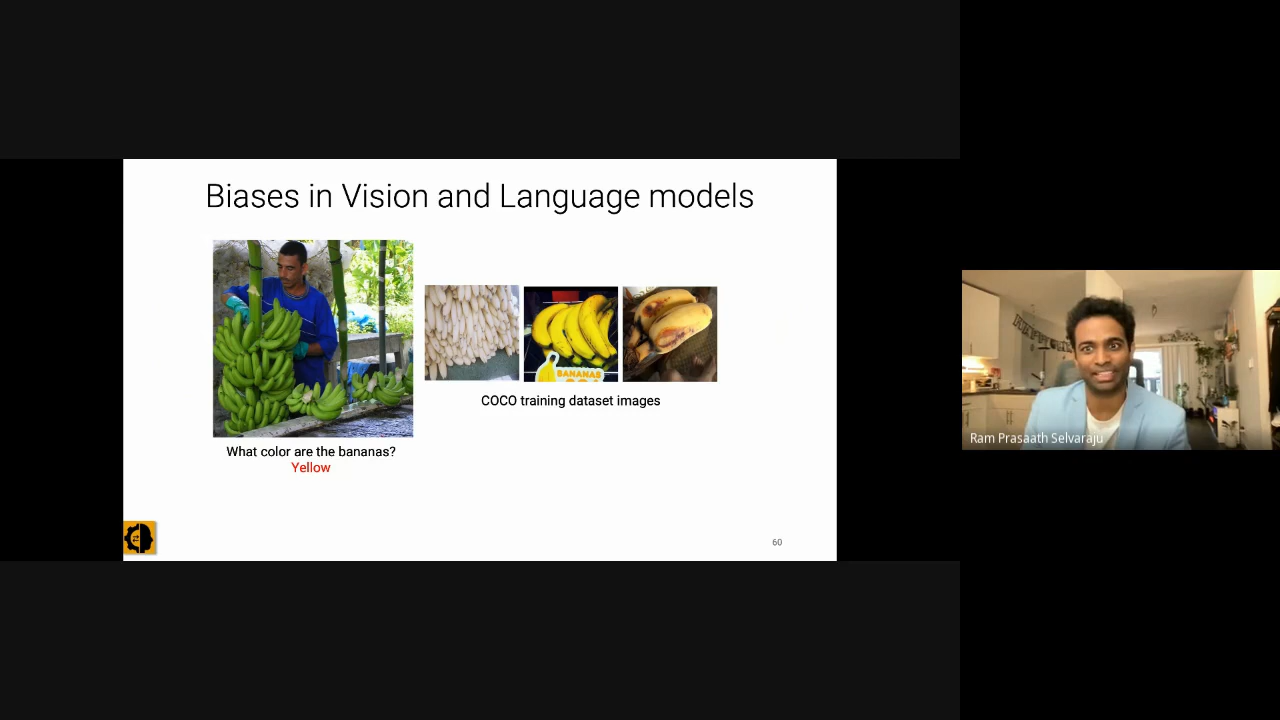 Biases in Vision and Language models
BANANAS
COCO training dataset images
What color are the bananas?
Yellow
60
Ram Prasaath Selvaraju